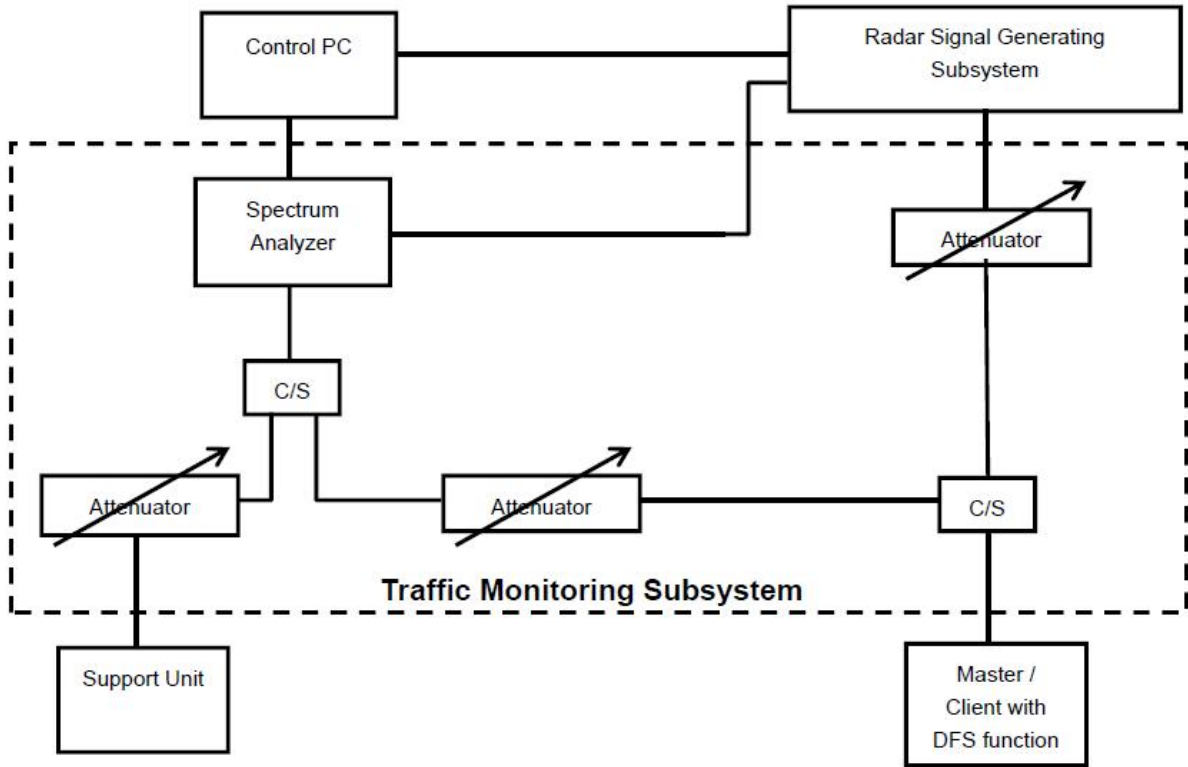 Control PC
Radar Signal Generating
Subsystem
Spectrum
Analyzer
Attenuator
C/S
Attenuator
Attenuator
C/S
Traffic Monitoring Subsystem
Support Unit
Master /
Client with
DFS function